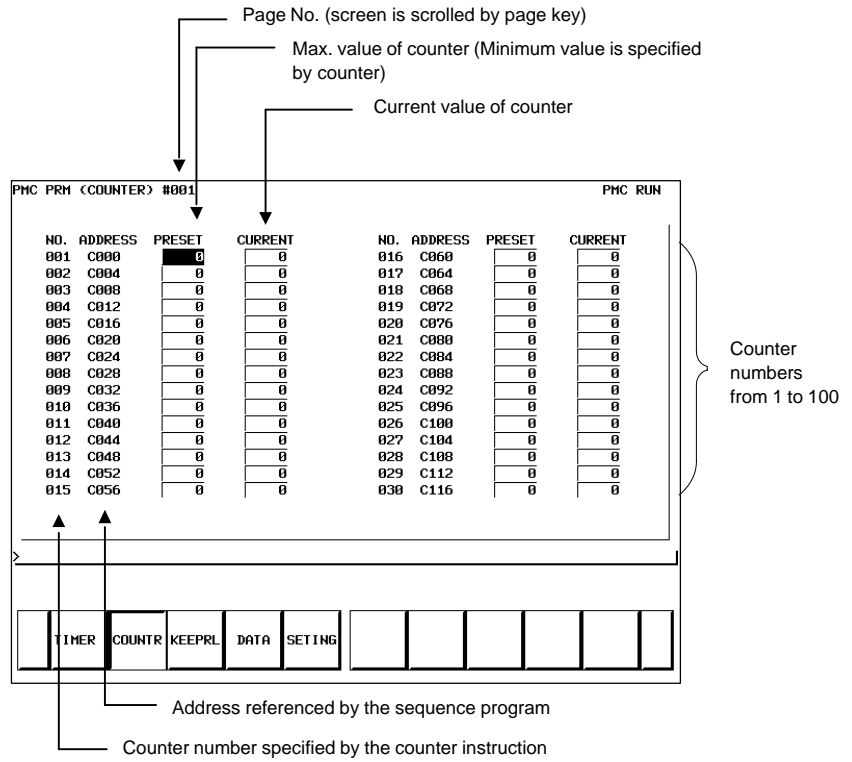 Page No. (screen is scrolled by page key)
Max. value of counter (Minimum value is specified
by counter)
Current value of counter
PMC PRM (COUNTER) #001 PMC RUN
NO. ADDRESS PRESET CURRENT NO. ADDRESS PRESET CURRENT
001 C000 0 0 016 C060 0 0
002 C004 0 0 017 C064 0 0
003 C008 0 0 018 C068 0 0
004 C012 0 0 019 C072 0 0
005 C016 0 0 020 C076 0 0
006 C020 0 0 021 C080 0 0
007 C024 0 0 022 C084 0 0
008 C028 0 0 023 C088 0 0
009 C032 0 0 024 C092 0 0
010 C036 0 0 025 C096 0 0
011 C040 0 0 026 C100 0 0
012 C044 0 0 027 C104 0 0
013 C048 0 0 028 C108 0 0
014 C052 0 0 029 C112 0 0
015 C056 0 0 030 C116 0 0
Counter
numbers
from 1 to 100
>
TIMER COUNTR KEEPRL DATA SETING
Address referenced by the sequence program
Counter number specified by the counter instruction